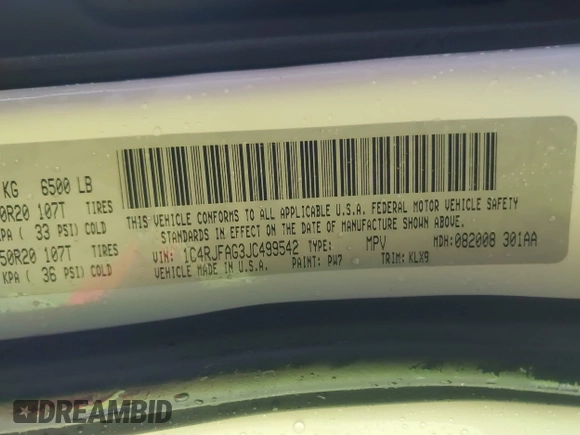 KG 6500 LB
0R20 107T TIRES
KPA ( 33 PSI) COLD
50R20 107T TIRES
KPA ( 36 PSI) COLD
THIS VEHICLE CONFORMS TO ALL APPLICABLE U.S.A. FEDERAL MOTOR VEHICLE SAFETY
STANDARDS IN EFFECT ON THE DATE OF MANUFACTURE SHOWN ABOVE.
VIN: 1C4RJFAG3JC499542 TYPE: MPV MDH: 082008 301AA
VEHICLE MADE IN U.S.A. PAINT: PW7 TRIM: KLX9
DREAMBID